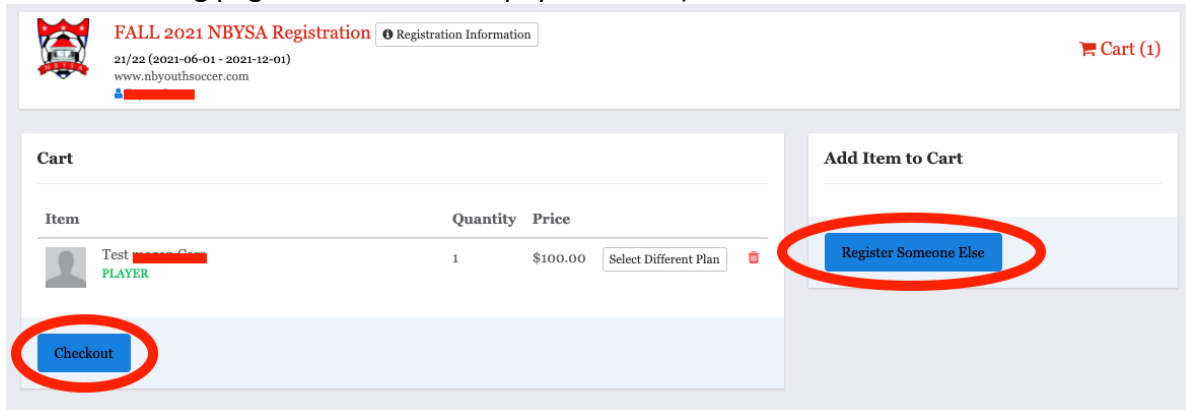 FALL 2021 NBYSA Registration Registration Information
21/22 (2021-06-01 - 2021-12-01)
www.nbyouthsoccer.com
Cart (1)
Cart
Item Quantity Price
Test 1 $100.00 Select Different Plan
PLAYER
Checkout
Add Item to Cart
Register Someone Else
NBYSA